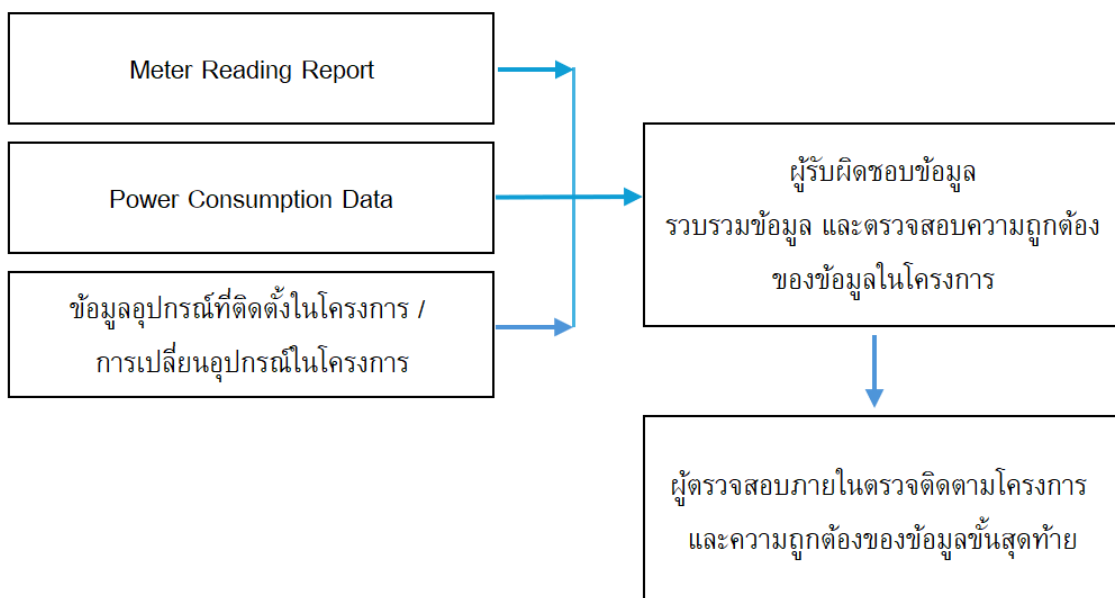 Meter Reading Report
Power Consumption Data
ข้อมูลอุปกรณ์ที่ติดตั้งในโครงการ /
การเปลี่ยนอุปกรณ์ในโครงการ
ผู้รับผิดชอบข้อมูล
รวบรวมข้อมูล และตรวจสอบความถูกต้อง
ของข้อมูลในโครงการ
ผู้ตรวจสอบภายในตรวจติดตามโครงการ
และความถูกต้องของข้อมูลขั้นสุดท้าย